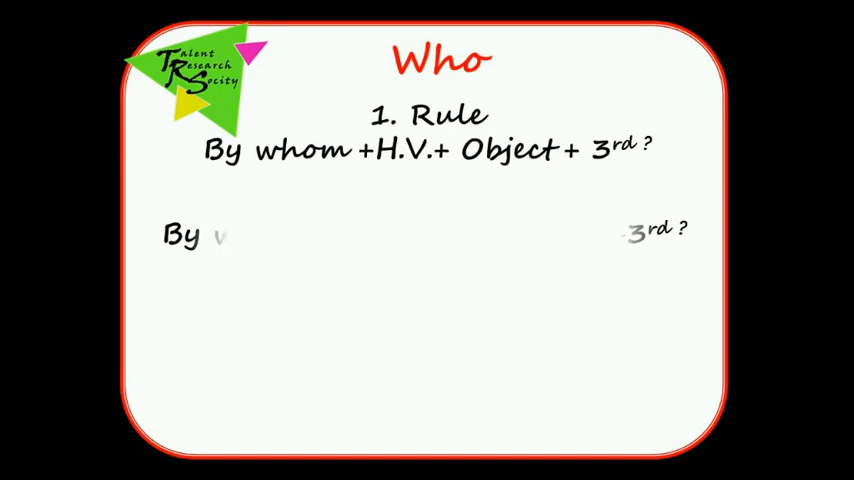 Talent
Research
Socity
Who
1. Rule
By whom +H.V.+ Object + 3rd ?
By 3rd ?